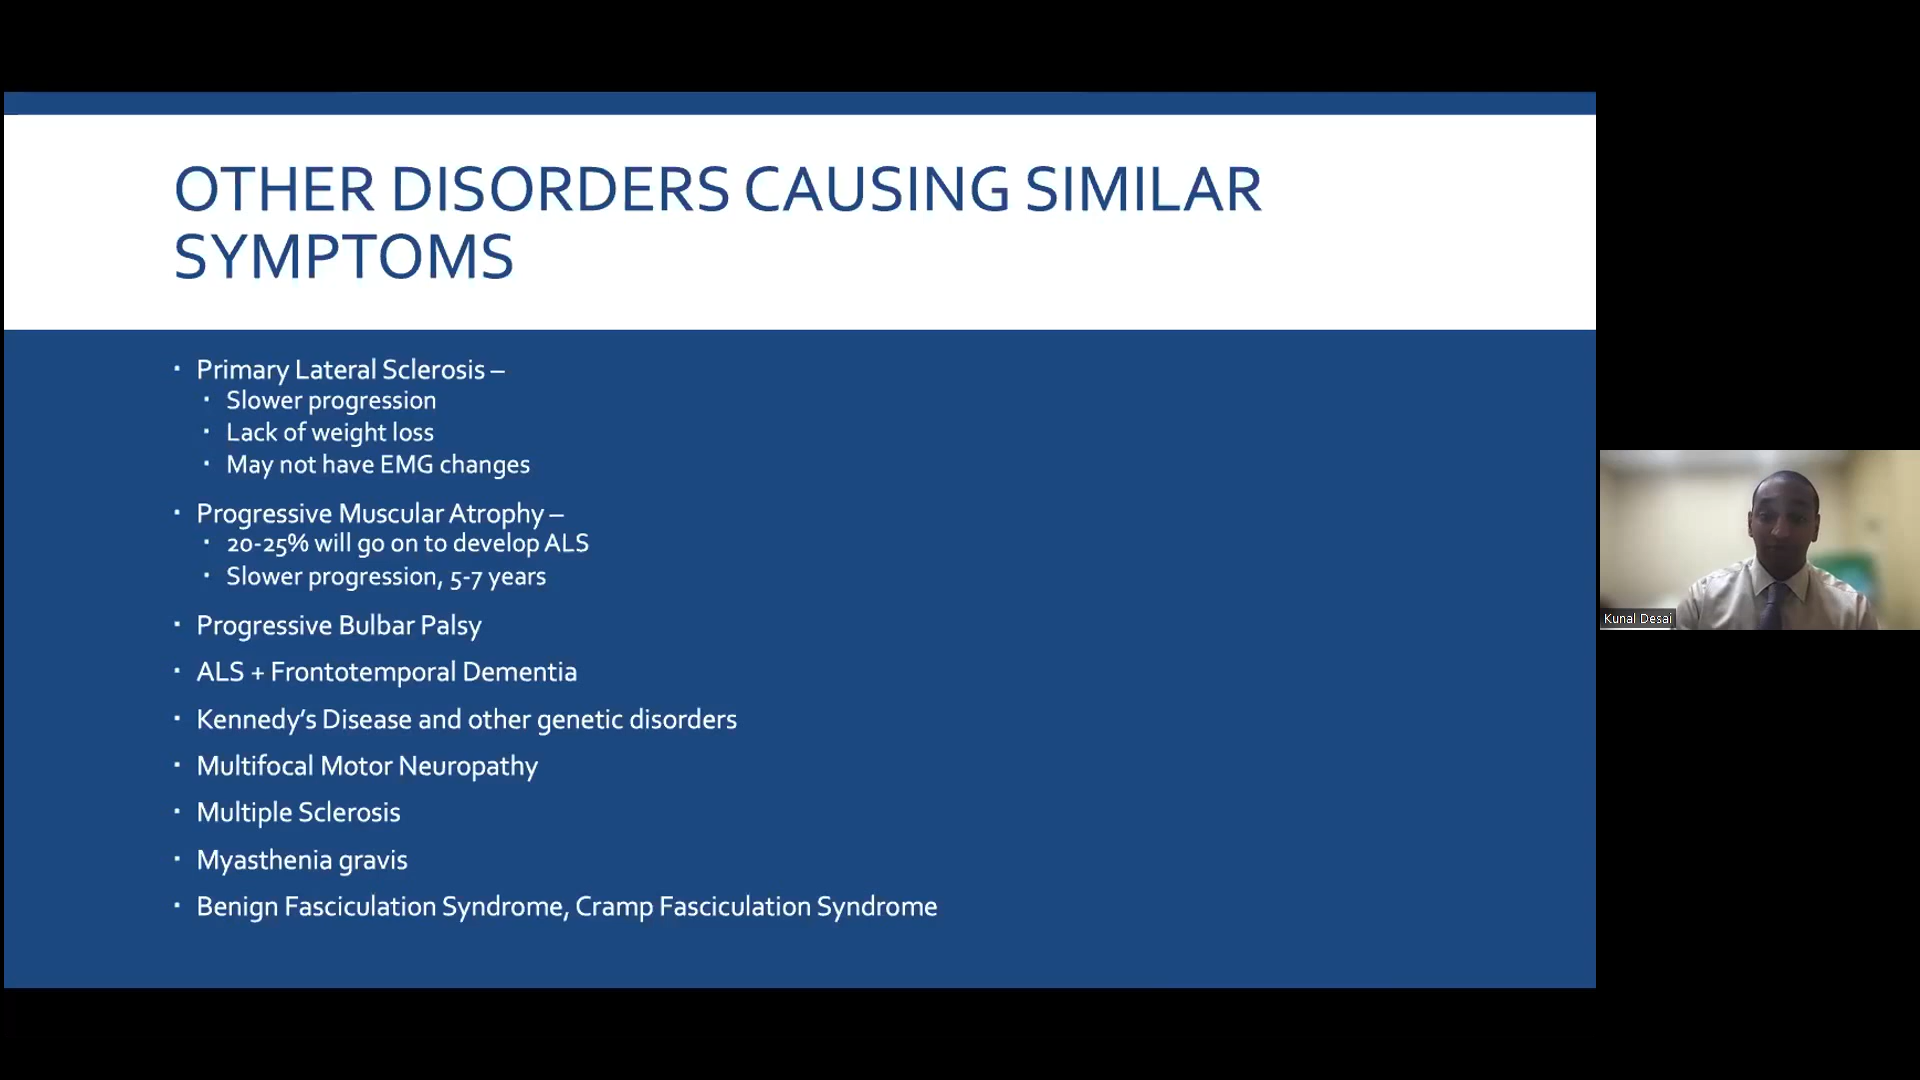 OTHER DISORDERS CAUSING SIMILAR
SYMPTOMS
▪ Primary Lateral Sclerosis –
▪ Slower progression
▪ Lack of weight loss
▪ May not have EMG changes
▪ Progressive Muscular Atrophy –
▪ 20-25% will go on to develop ALS
▪ Slower progression, 5-7 years
▪ Progressive Bulbar Palsy
▪ ALS + Frontotemporal Dementia
▪ Kennedy’s Disease and other genetic disorders
▪ Multifocal Motor Neuropathy
▪ Multiple Sclerosis
▪ Myasthenia gravis
▪ Benign Fasciculation Syndrome, Cramp Fasciculation Syndrome
Kunal Desai